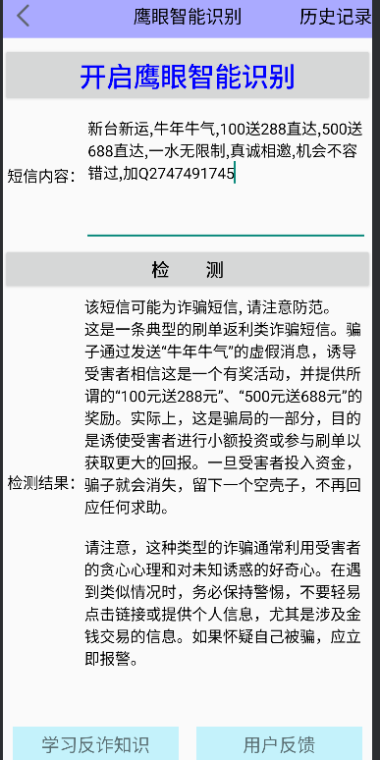 鹰眼智能识别 历史记录
开启鹰眼智能识别
新台新运,牛年牛气,100送288直达,500送
688直达,一水无限制,真诚相邀,机会不容
短信内容：
错过,加Q2747491745
检 测
该短信可能为诈骗短信, 请注意防范。
这是一条典型的刷单返利类诈骗短信。骗
子通过发送“牛年牛气”的虚假消息，诱导
受害者相信这是一个有奖活动，并提供所
谓的“100元送288元”、“500元送688元”的
奖励。实际上，这是骗局的一部分，目的
是诱使受害者进行小额投资或参与刷单以
获取更大的回报。一旦受害者投入资金，
检测结果：
骗子就会消失，留下一个空壳子，不再回
应任何求助。
请注意，这种类型的诈骗通常利用受害者
的贪心心理和对未知诱惑的好奇心。在遇
到类似情况时，务必保持警惕，不要轻易
点击链接或提供个人信息，尤其是涉及金
钱交易的信息。如果怀疑自己被骗，应立
即报警。
学习反诈知识 用户反馈